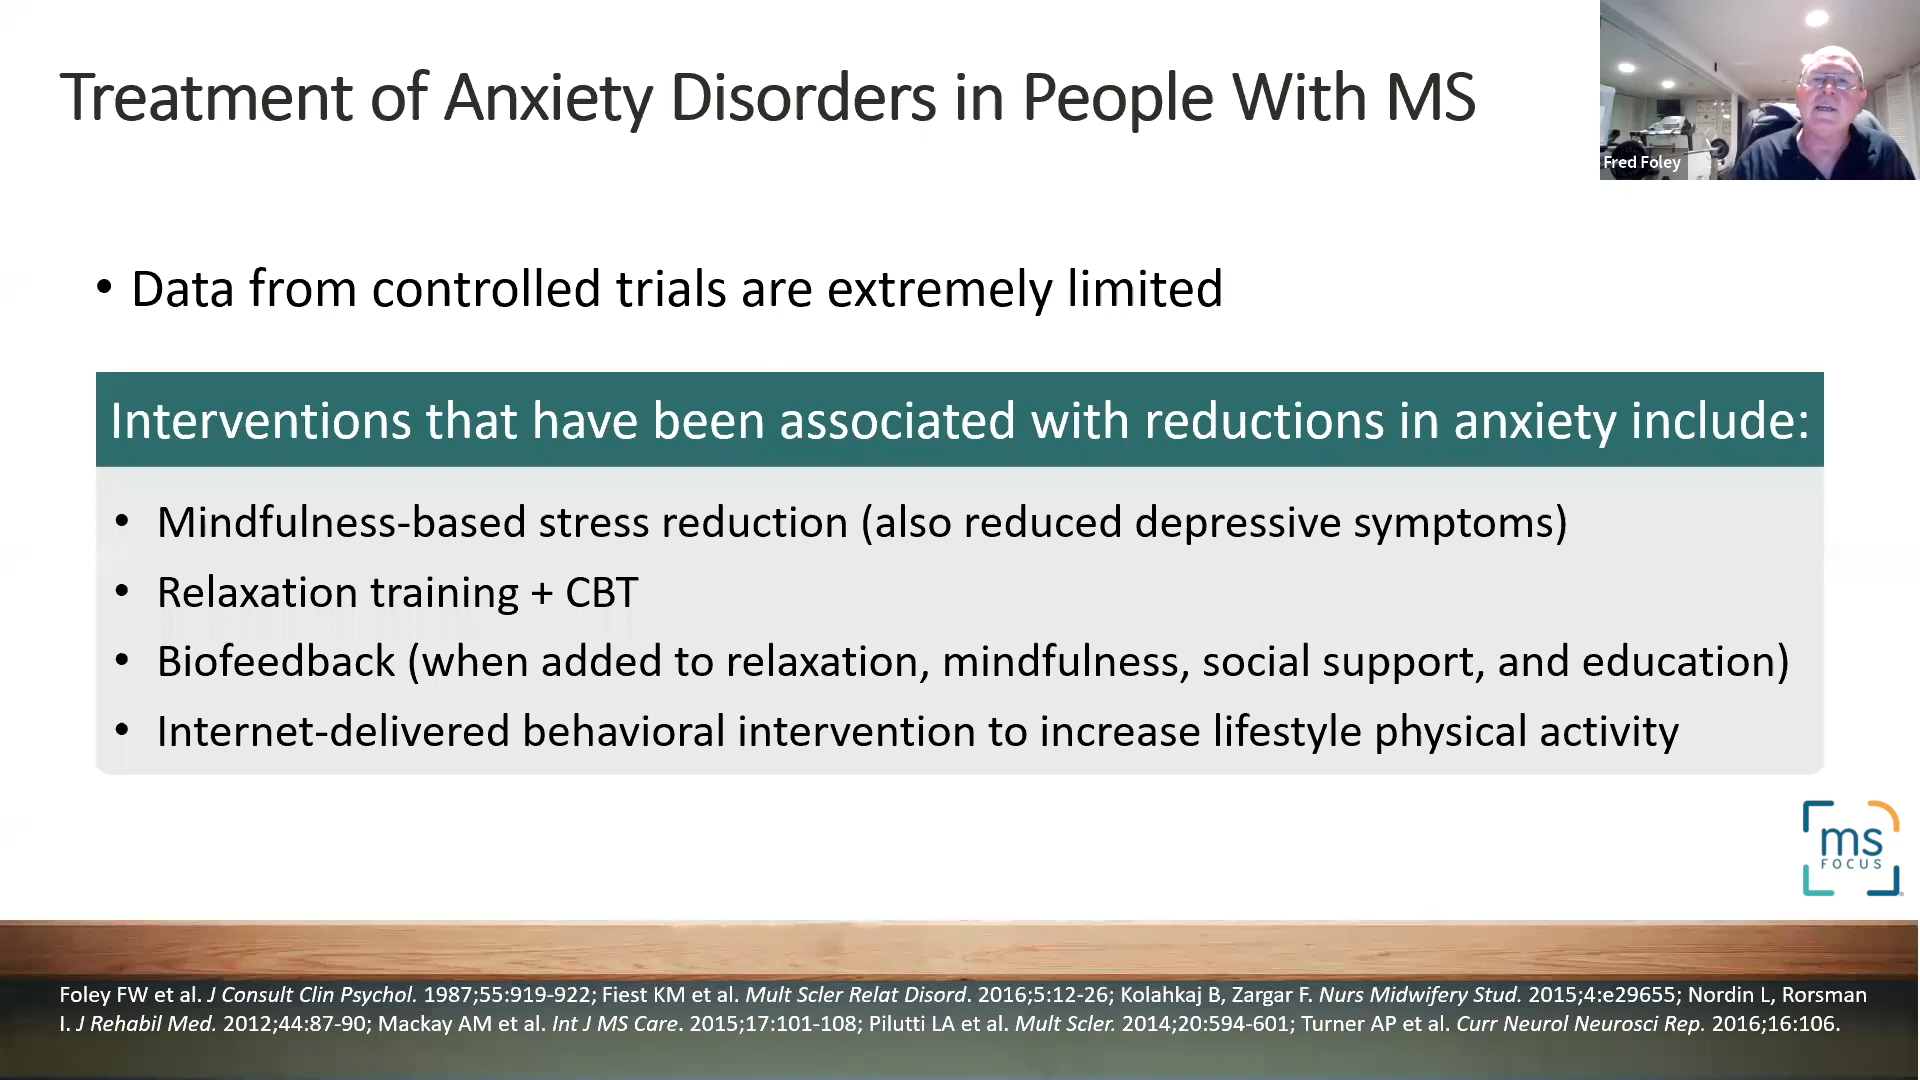 Treatment of Anxiety Disorders in People With MS
Fred Foley
• Data from controlled trials are extremely limited
Interventions that have been associated with reductions in anxiety include:
• Mindfulness-based stress reduction (also reduced depressive symptoms)
• Relaxation training + CBT
• Biofeedback (when added to relaxation, mindfulness, social support, and education)
• Internet-delivered behavioral intervention to increase lifestyle physical activity
ms
FOCUS
Foley FW et al. J Consult Clin Psychol. 1987;55:919-922; Fiest KM et al. Mult Scler Relat Disord. 2016;5:12-26; Kolahkaj B, Zargar F. Nurs Midwifery Stud. 2015;4:e29655; Nordin L, Rorsman
I. J Rehabil Med. 2012;44:87-90; Mackay AM et al. Int J MS Care. 2015;17:101-108; Pilutti LA et al. Mult Scler. 2014;20:594-601; Turner AP et al. Curr Neurol Neurosci Rep. 2016;16:106.